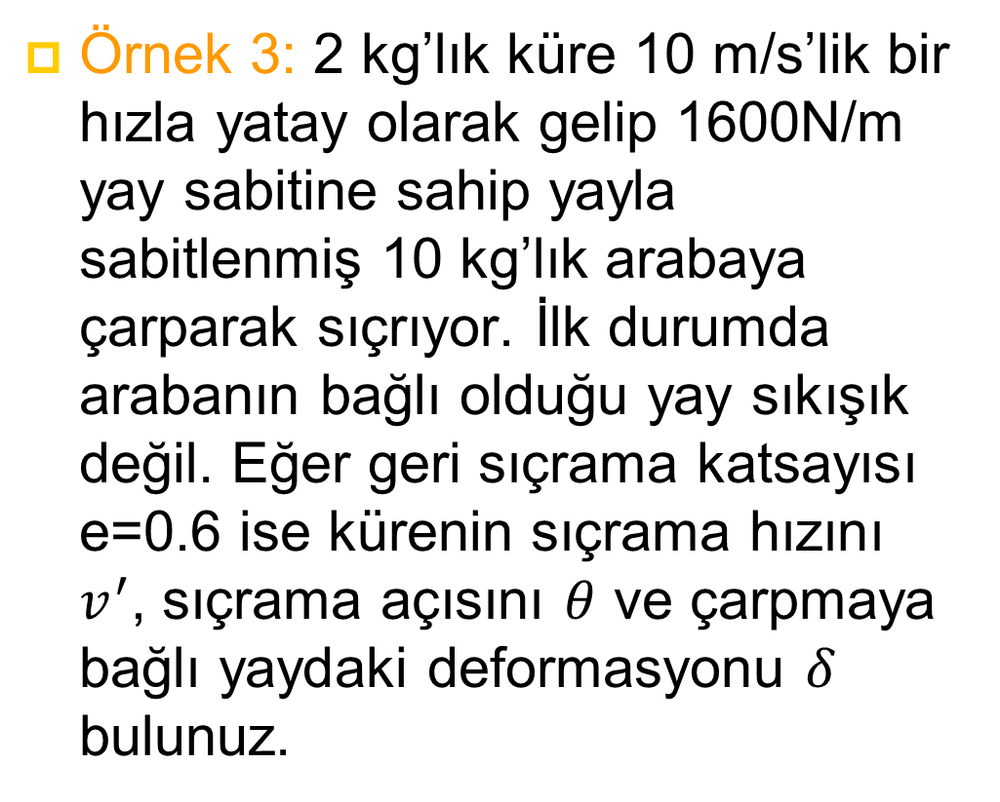 Örnek 3: 2 kg’lık küre 10 m/s’lik bir
hızla yatay olarak gelip 1600N/m
yay sabitine sahip yayla
sabitlenmiş 10 kg’lık arabaya
çarparak sıçrıyor. İlk durumda
arabanın bağlı olduğu yay sıkışık
değil. Eğer geri sıçrama katsayısı
e=0.6 ise kürenin sıçrama hızını
𝑣′, sıçrama açısını 𝜃 ve çarpmaya
bağlı yaydaki deformasyonu 𝛿
bulunuz.